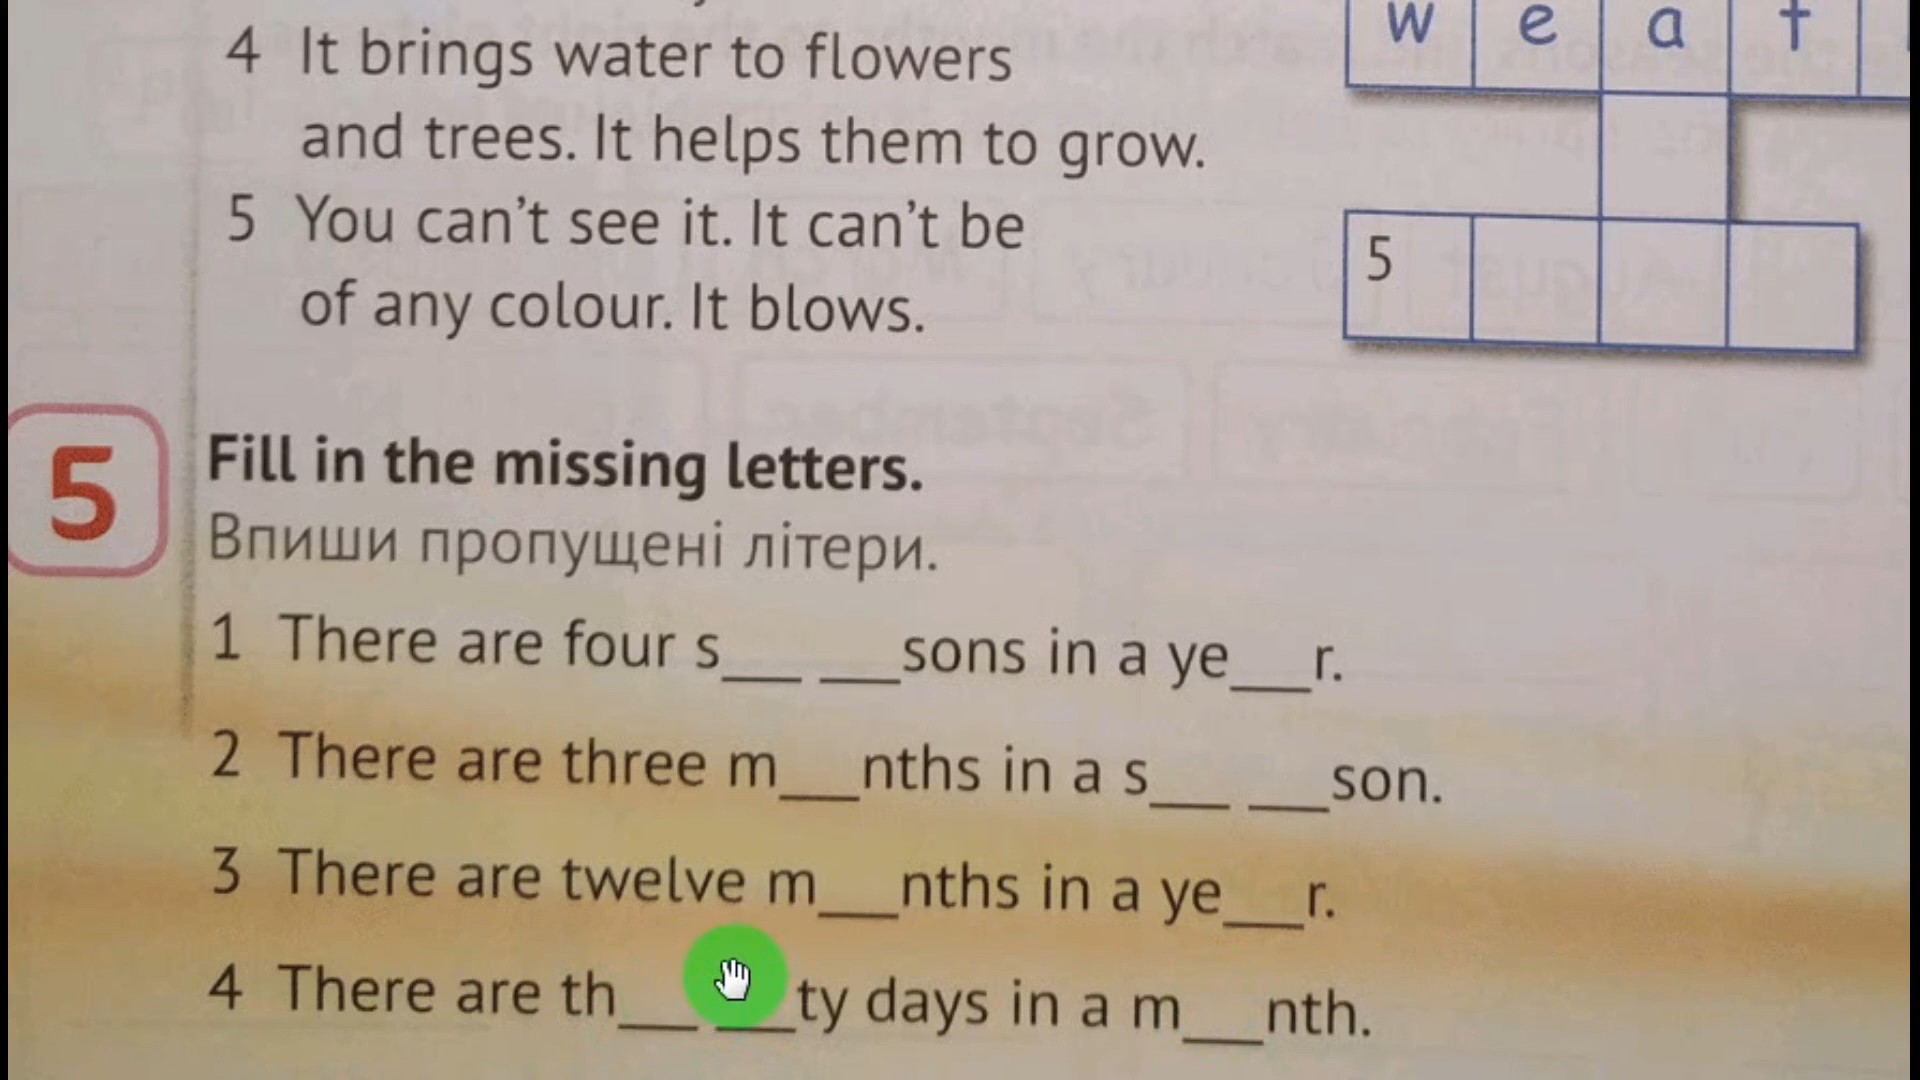 w e a t
4 It brings water to flowers
and trees. It helps them to grow.
5 You can't see it. It can't be
of any colour. It blows.
5
5 Fill in the missing letters.
Впиши пропущені літери.
1 There are four s___ ___sons in a ye___r.
2 There are three m___nths in a s___ ___son.
3 There are twelve m___nths in a ye___r.
4 There are th___ ___ty days in a m___nth.